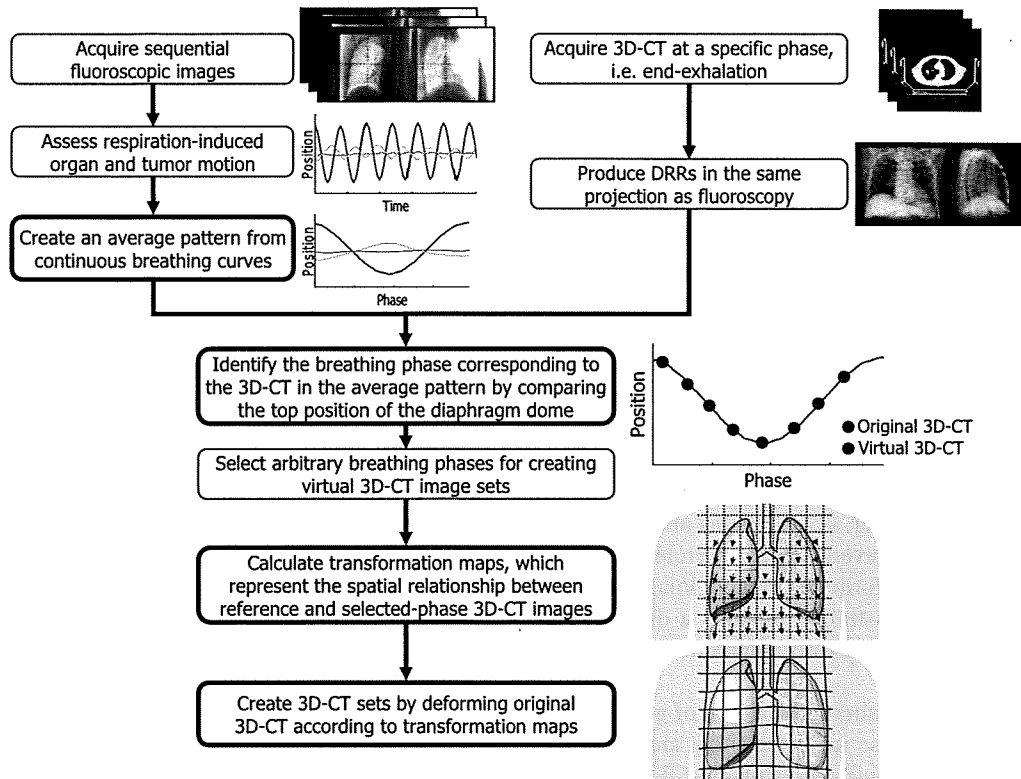 Acquire sequential
fluoroscopic images
Acquire 3D-CT at a specific phase,
i.e. end-exhalation
Assess respiration-induced
organ and tumor motion
Position
Time
Produce DRRs in the same
projection as fluoroscopy
Create an average pattern from
continuous breathing curves
Position
Phase
Identify the breathing phase corresponding to
the 3D-CT in the average pattern by comparing
the top position of the diaphragm dome
Position
Original 3D-CT
Virtual 3D-CT
Phase
Select arbitrary breathing phases for creating
virtual 3D-CT image sets
Calculate transformation maps, which
represent the spatial relationship between
reference and selected-phase 3D-CT images
Create 3D-CT sets by deforming original
3D-CT according to transformation maps